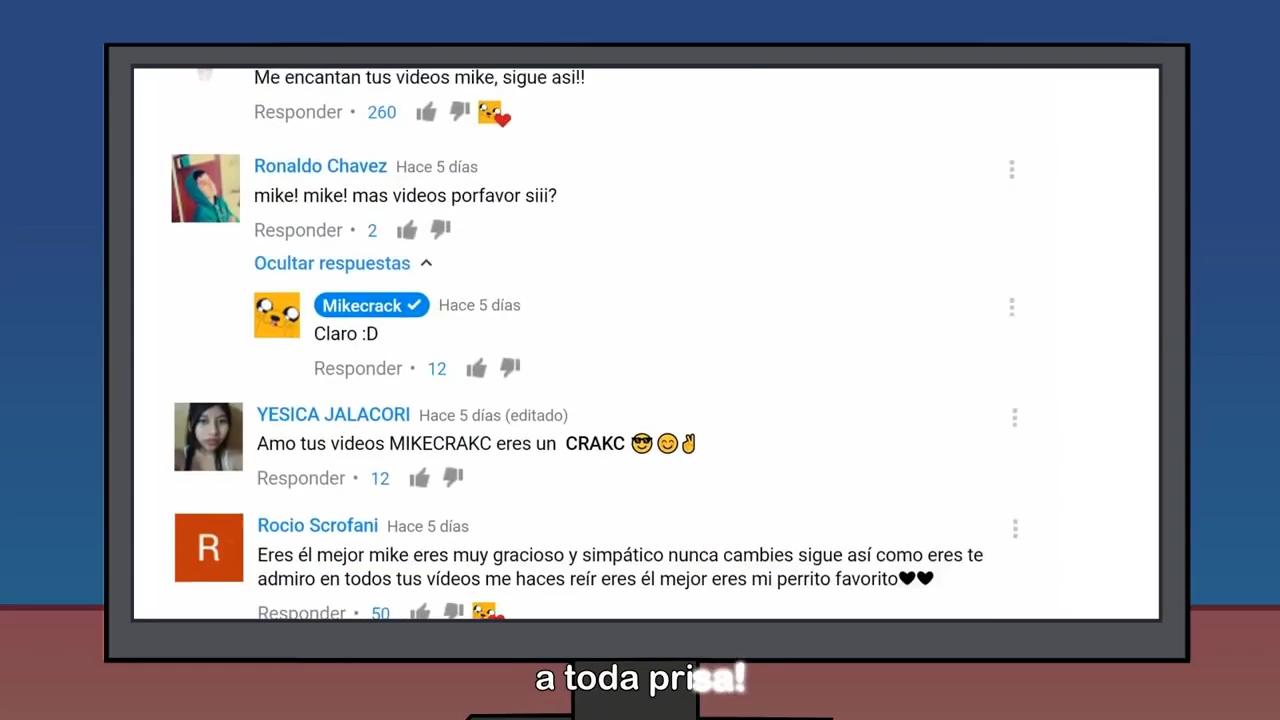 Me encantan tus videos mike, sigue asi!!
Responder • 260
Ronaldo Chavez Hace 5 días
mike! mike! mas videos porfavor siii?
Responder • 2
Ocultar respuestas
Mikecrack Hace 5 días
Claro :D
Responder • 12
YESICA JALACORI Hace 5 días (editado)
Amo tus videos MIKECRAKC eres un CRAKC 😎😊✌
Responder • 12
R
Rocio Scrofani Hace 5 días
Eres él mejor mike eres muy gracioso y simpático nunca cambies sigue así como eres te
admiro en todos tus vídeos me haces reír eres él mejor eres mi perrito favorito🖤🖤
Responder • 50
a toda prisa!